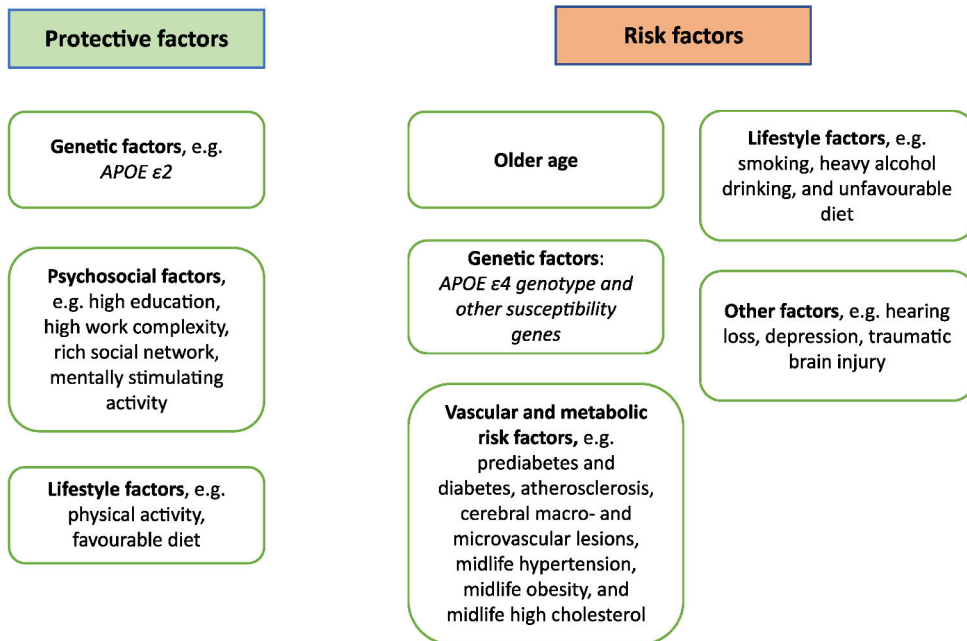 Protective factors
Genetic factors, e.g.
APOE ε2
Psychosocial factors,
e.g. high education,
high work complexity,
rich social network,
mentally stimulating
activity
Lifestyle factors, e.g.
physical activity,
favourable diet
Risk factors
Older age
Genetic factors:
APOE ε4 genotype and
other susceptibility
genes
Vascular and metabolic
risk factors, e.g.
prediabetes and
diabetes, atherosclerosis,
cerebral macro- and
microvascular lesions,
midlife hypertension,
midlife obesity, and
midlife high cholesterol
Lifestyle factors, e.g.
smoking, heavy alcohol
drinking, and unfavourable
diet
Other factors, e.g. hearing
loss, depression, traumatic
brain injury